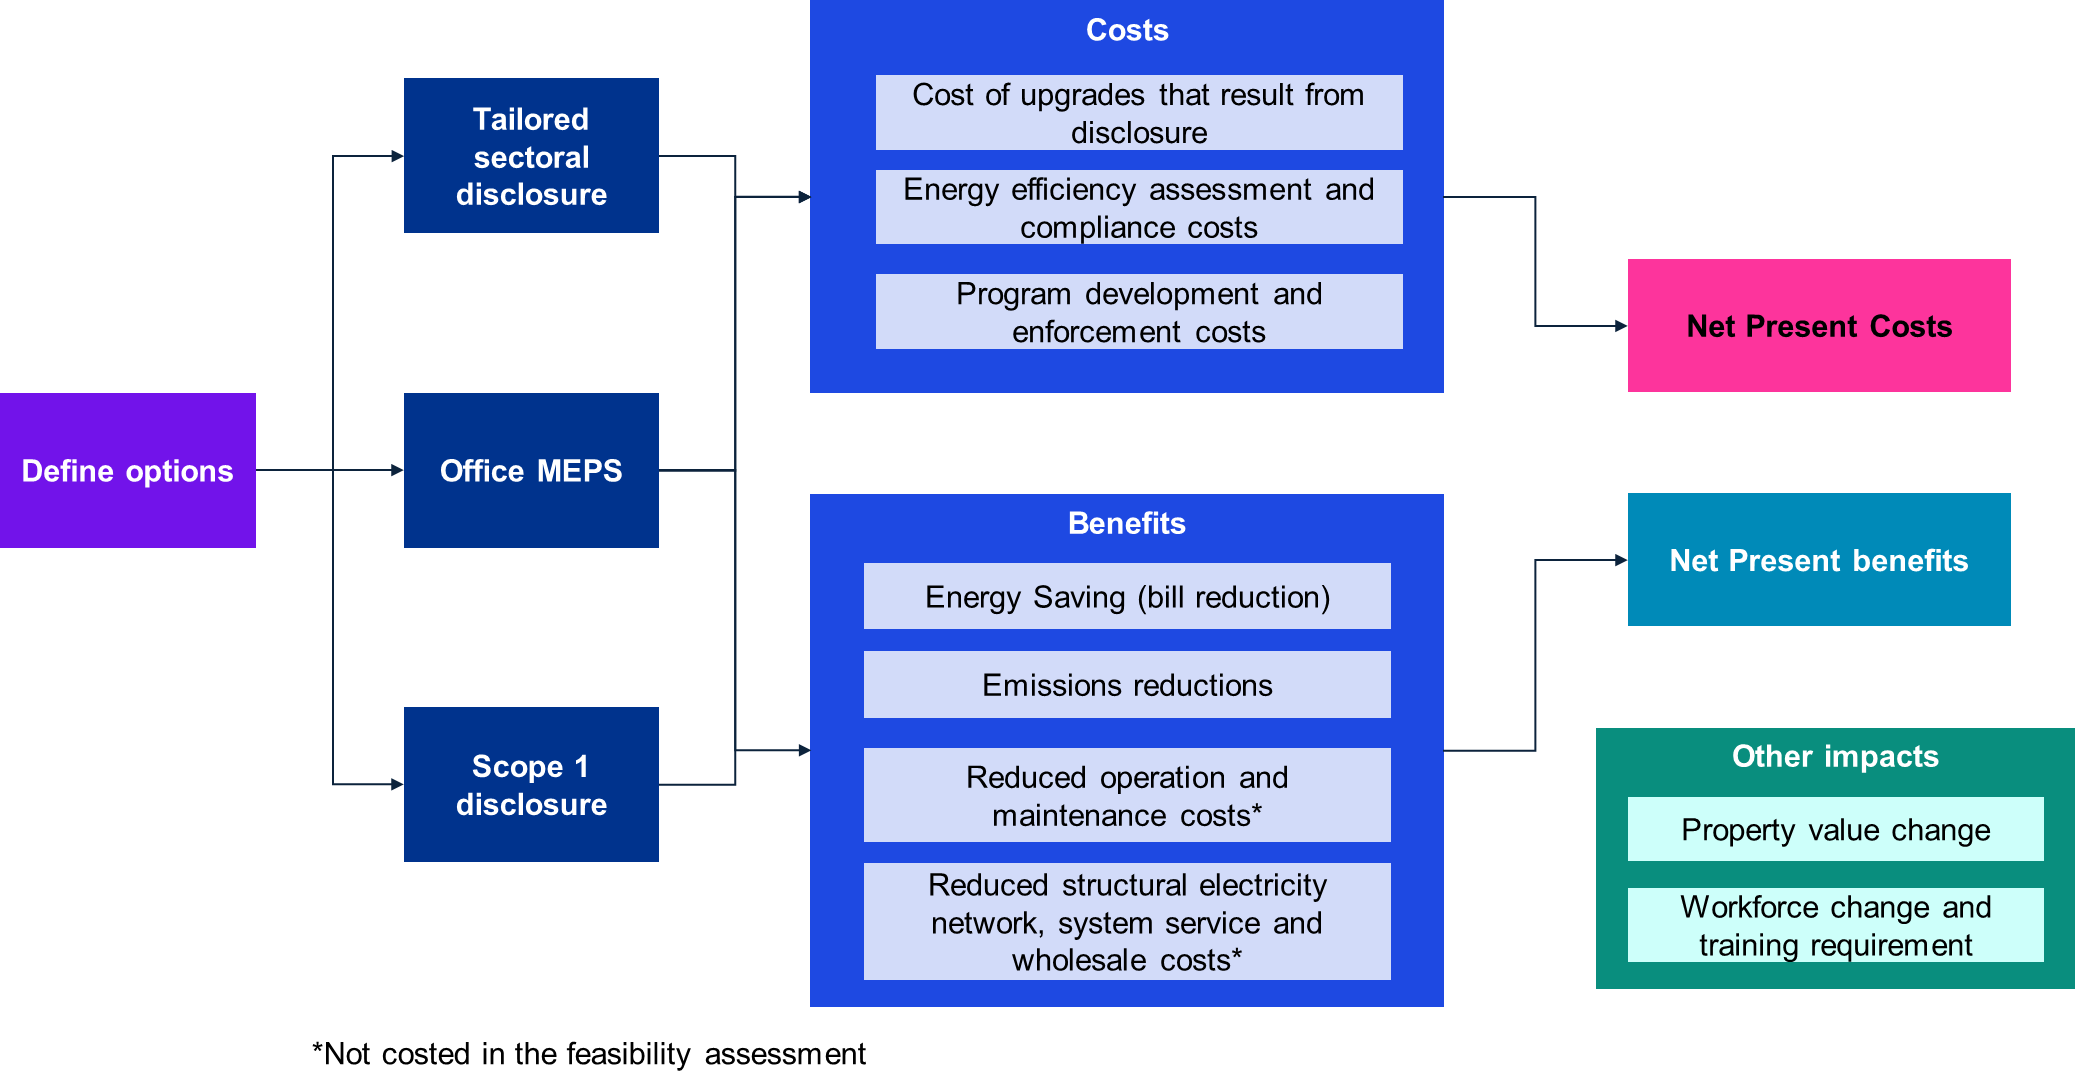 Define options
Tailored
sectoral
disclosure
Office MEPS
Scope 1
disclosure
Costs
Cost of upgrades that result from
disclosure
Energy efficiency assessment and
compliance costs
Program development and
enforcement costs
Benefits
Energy Saving (bill reduction)
Emissions reductions
Reduced operation and
maintenance costs*
Reduced structural electricity
network, system service and
wholesale costs*
Net Present Costs
Net Present benefits
Other impacts
Property value change
Workforce change and
training requirement
*Not costed in the feasibility assessment